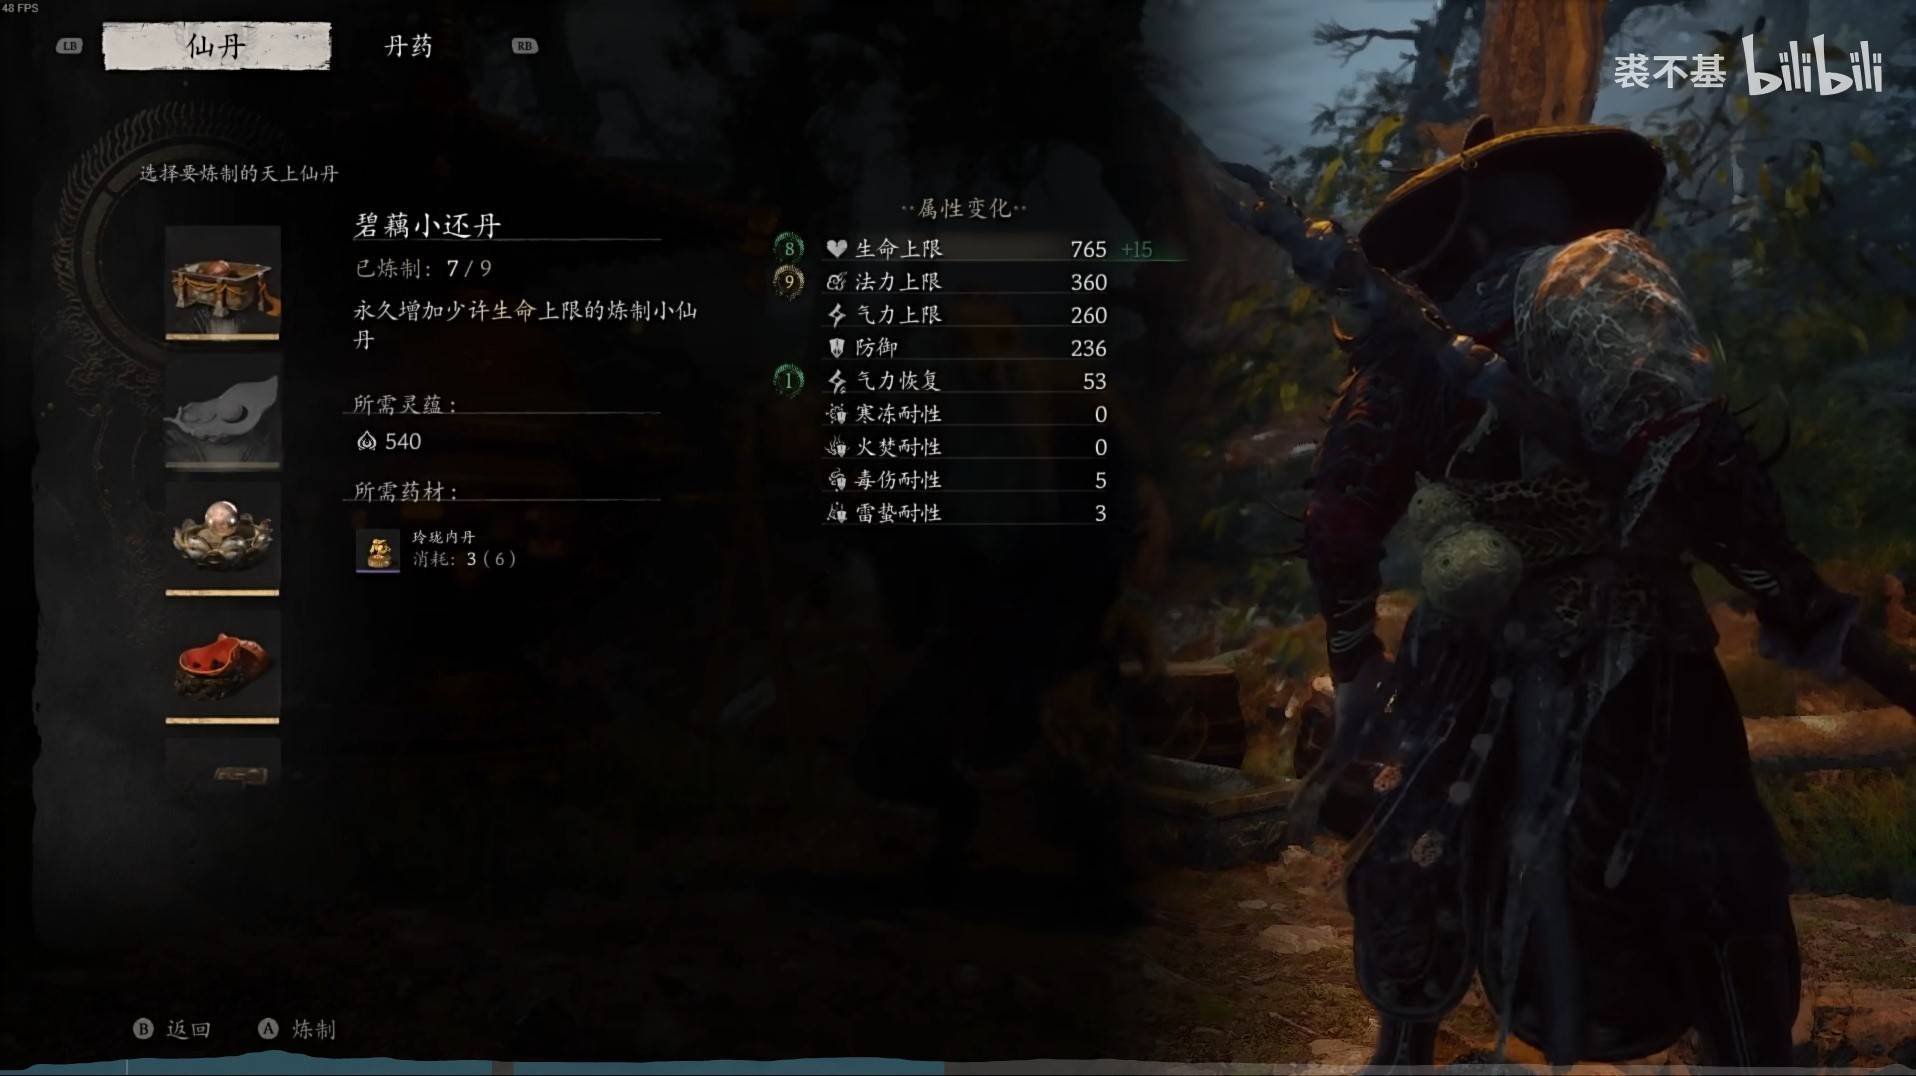 48 FPS
LB 仙丹 丹药 RB
裘不基 bilibili
选择要炼制的天上仙丹
碧藕小还丹
已炼制：7 / 9
永久增加少许生命上限的炼制小仙
丹
所需灵蕴：
540
所需药材：
玲珑内丹
消耗：3 ( 6 )
··属性变化··
8 生命上限 765 +15
9 法力上限 360
气力上限 260
防御 236
1 气力恢复 53
寒冻耐性 0
火焚耐性 0
毒伤耐性 5
雷蛰耐性 3
B 返回 A 炼制